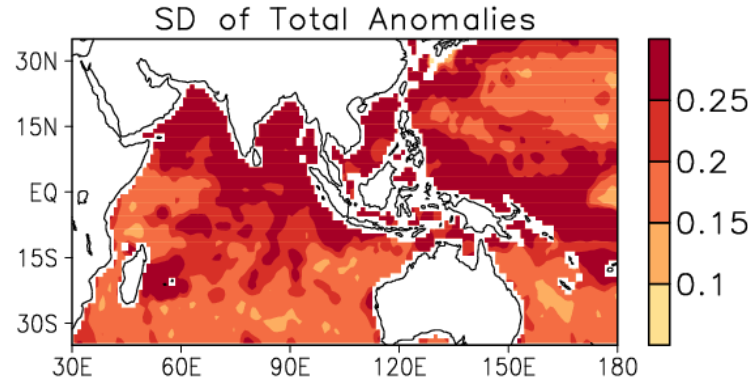 SD of Total Anomalies
30N
15N
EQ
15S
30S
30E 60E 90E 120E 150E 180
0.25
0.2
0.15
0.1